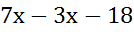 7x − 3x − 18